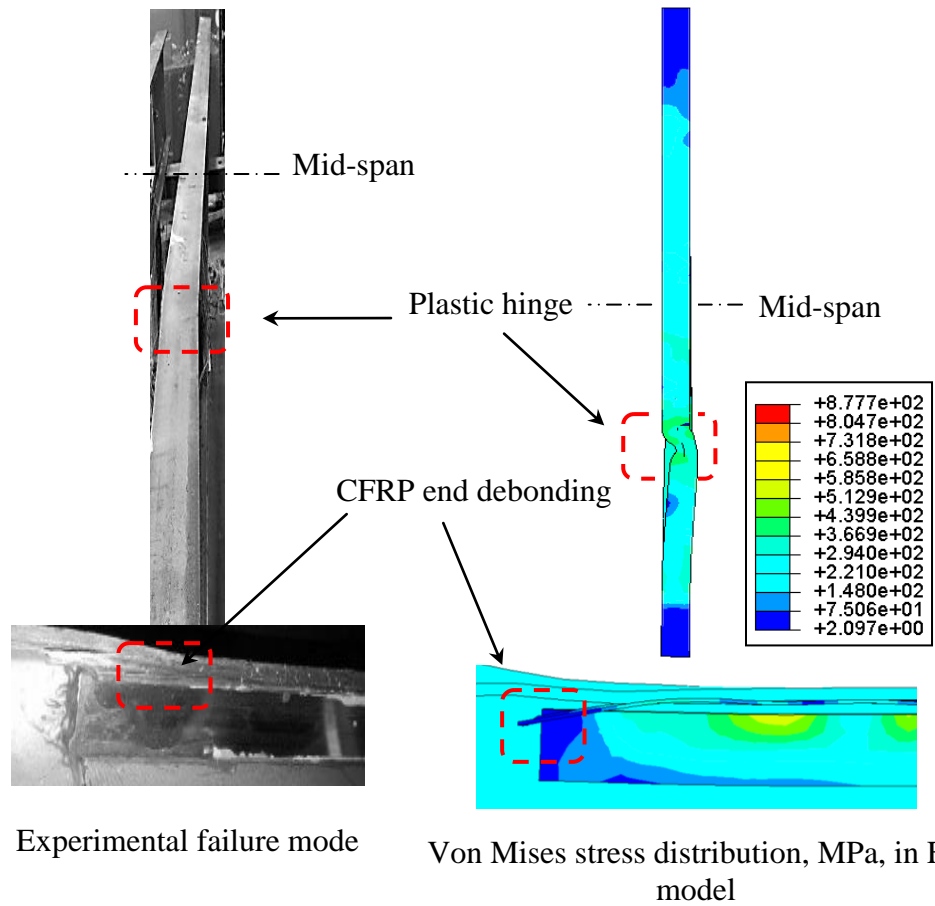 Mid-span
Plastic hinge
Mid-span
+8.777e+02
+8.047e+02
+7.318e+02
+6.588e+02
+5.858e+02
+5.129e+02
+4.399e+02
+3.669e+02
+2.940e+02
+2.210e+02
+1.480e+02
+7.506e+01
+2.097e+00
CFRP end debonding
Experimental failure mode
Von Mises stress distribution, MPa, in
model